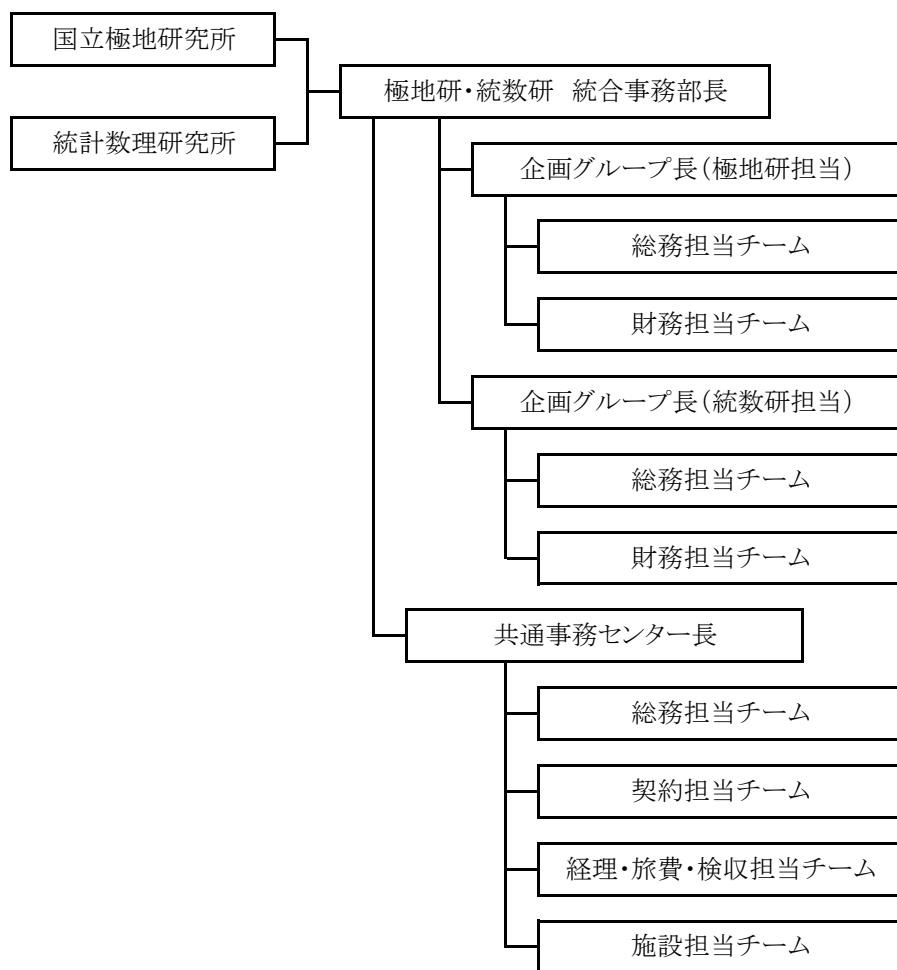 国立極地研究所
極地研・統数研　統合事務部長
統計数理研究所
企画グループ長（極地研担当）
総務担当チーム
財務担当チーム
企画グループ長（統数研担当）
総務担当チーム
財務担当チーム
共通事務センター長
総務担当チーム
契約担当チーム
経理・旅費・検収担当チーム
施設担当チーム